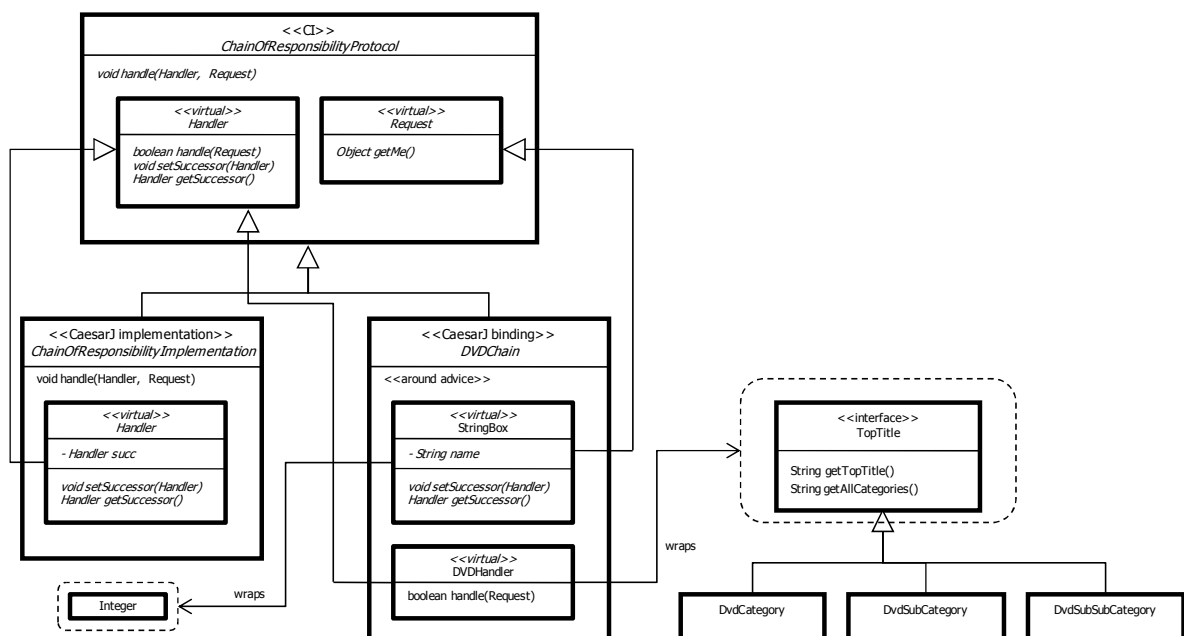 <<CI>>
ChainOfResponsibilityProtocol
void handle(Handler, Request)
<<virtual>>
Handler
boolean handle(Request)
void setSuccessor(Handler)
Handler getSuccessor()
<<virtual>>
Request
Object getMe()
<<CaesarJ implementation>>
ChainOfResponsibilityImplementation
void handle(Handler, Request)
<<virtual>>
Handler
- Handler succ
void setSuccessor(Handler)
Handler getSuccessor()
<<CaesarJ binding>>
DVDChain
<<around advice>>
<<virtual>>
StringBox
- String name
void setSuccessor(Handler)
Handler getSuccessor()
<<virtual>>
DVDHandler
boolean handle(Request)
<<interface>>
TopTitle
String getTopTitle()
String getAllCategories()
wraps
wraps
Integer
DvdCategory
DvdSubCategory
DvdSubSubCategory